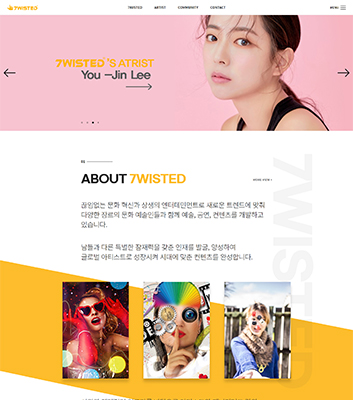 7WISTED
7WISTED ARTIST COMMUNITY CONTACT
MENU
7WISTED 'S ATRIST
You -Jin Lee
01
ABOUT 7WISTED
MORE VIEW +
끊임없는 문화 혁신과 상생의 엔터테인먼트로 새로운 트렌드에 맞춰
다양한 장르의 문화 예술인들과 함께 예술, 공연, 컨텐츠를 개발하고
있습니다.
남들과 다른 특별한 잠재력을 갖춘 인재를 발굴, 양성하여
글로벌 아티스트로 성장시켜 시대에 맞춘 컨텐츠를 완성합니다.
7WISTED